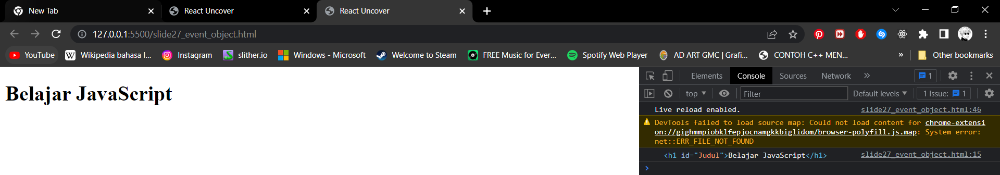 New Tab
React Uncover
React Uncover
127.0.0.1:5500/slide27_event_object.html
YouTube
Wikipedia bahasa I...
Instagram
slither.io
Windows - Microsoft
Welcome to Steam
FREE Music for Ever...
Spotify Web Player
AD ART GMC | Grafi...
CONTOH C++ MEN...
»
Other bookmarks
Belajar JavaScript
Elements
Console
Sources
Network
»
1
top
Filter
Default levels
1 Issue:
1
Live reload enabled. slide27_event_object.html:46
DevTools failed to load source map: Could not load content for chrome-extensi
on://gighmmpiobklfepjocnamgkkbiglidom/browser-polyfill.js.map: System error:
net::ERR_FILE_NOT_FOUND
<h1 id="Judul">Belajar JavaScript</h1> slide27_event_object.html:15